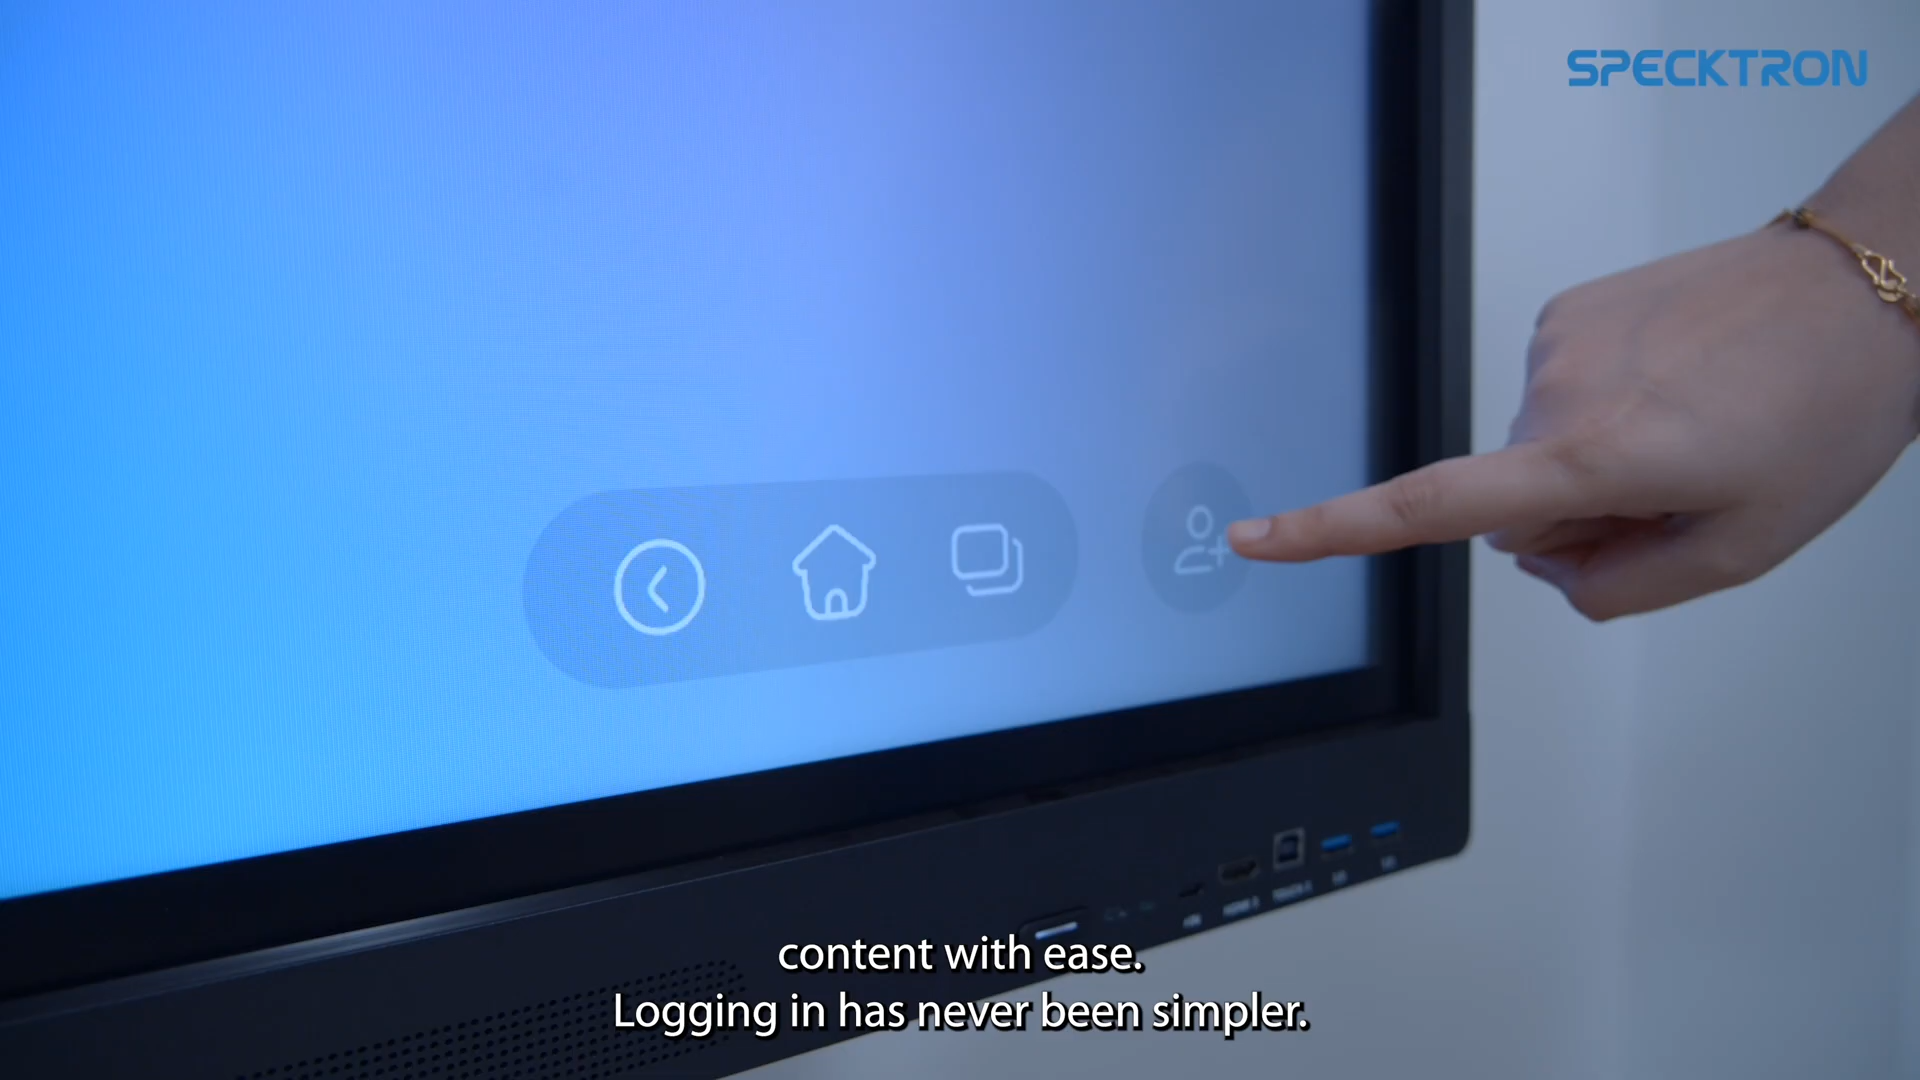 SPECKTRON
content with ease.
Logging in has never been simpler.